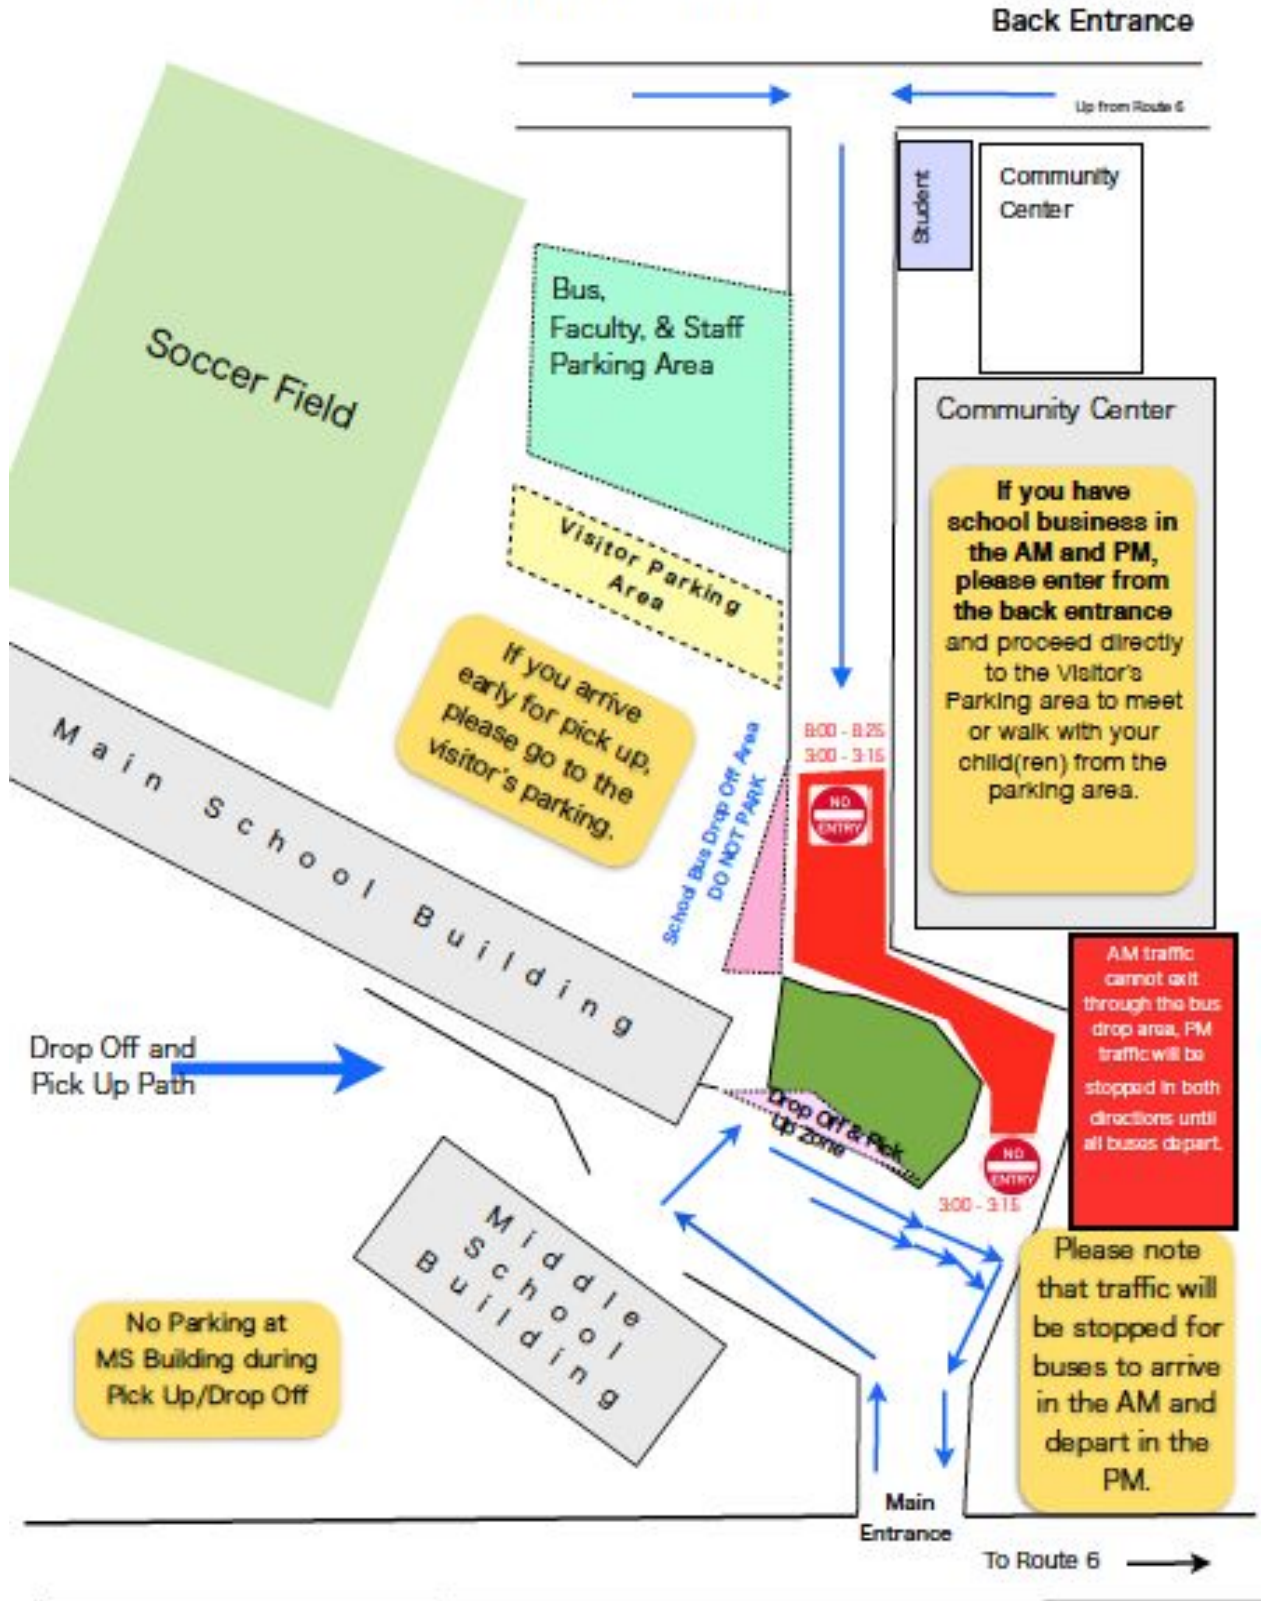 Back Entrance
Up from Route 6
Student
Community
Center
Soccer Field
Bus,
Faculty, & Staff
Parking Area
Community Center
If you have
school business in
the AM and PM,
please enter from
the back entrance
and proceed directly
to the Visitor's
Parking area to meet
or walk with your
child(ren) from the
parking area.
Visitor Parking
Area
If you arrive
early for pick up,
please go to the
visitor's parking.
Main School Building
School Bus Drop Off Area
DO NOT PARK
8:00 - 8:25
3:00 - 3:15
NO
ENTRY
AM traffic
cannot exit
through the bus
drop area, PM
traffic will be
stopped in both
directions until
all buses depart.
Drop Off and
Pick Up Path
Drop Off & Pick
Up Zone
NO
ENTRY
3:00 - 3:15
Middle
School
Building
Please note
that traffic will
be stopped for
buses to arrive
in the AM and
depart in the
PM.
No Parking at
MS Building during
Pick Up/Drop Off
Main
Entrance
To Route 6